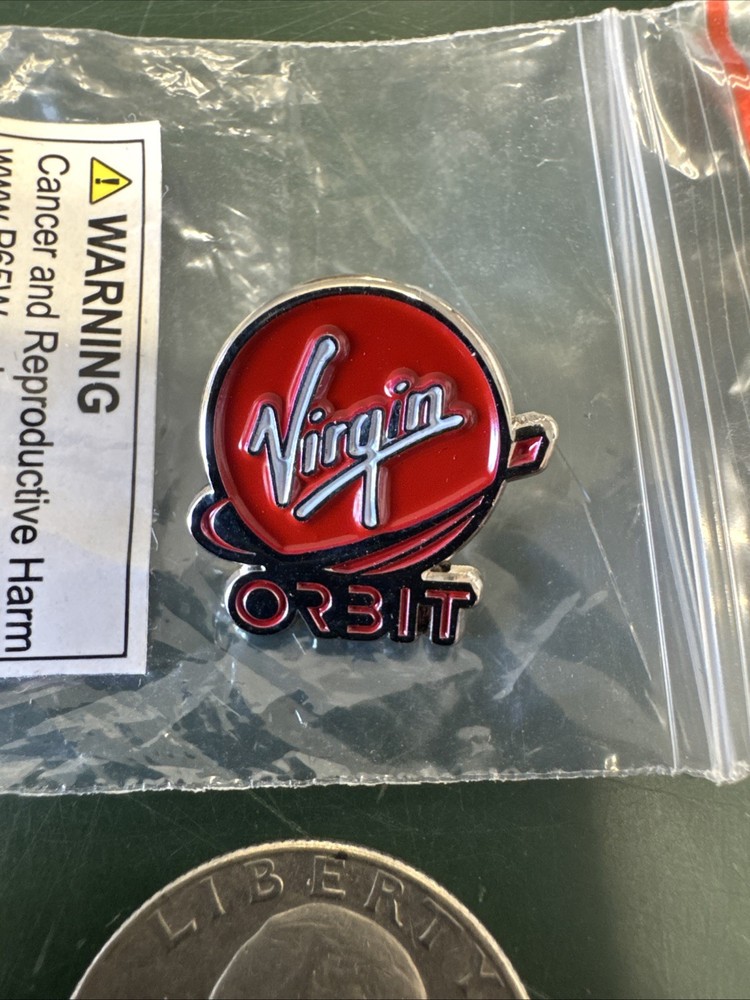 Virgin
ORBIT
WARNING
Cancer and Reproductive Harm
LIBERTY